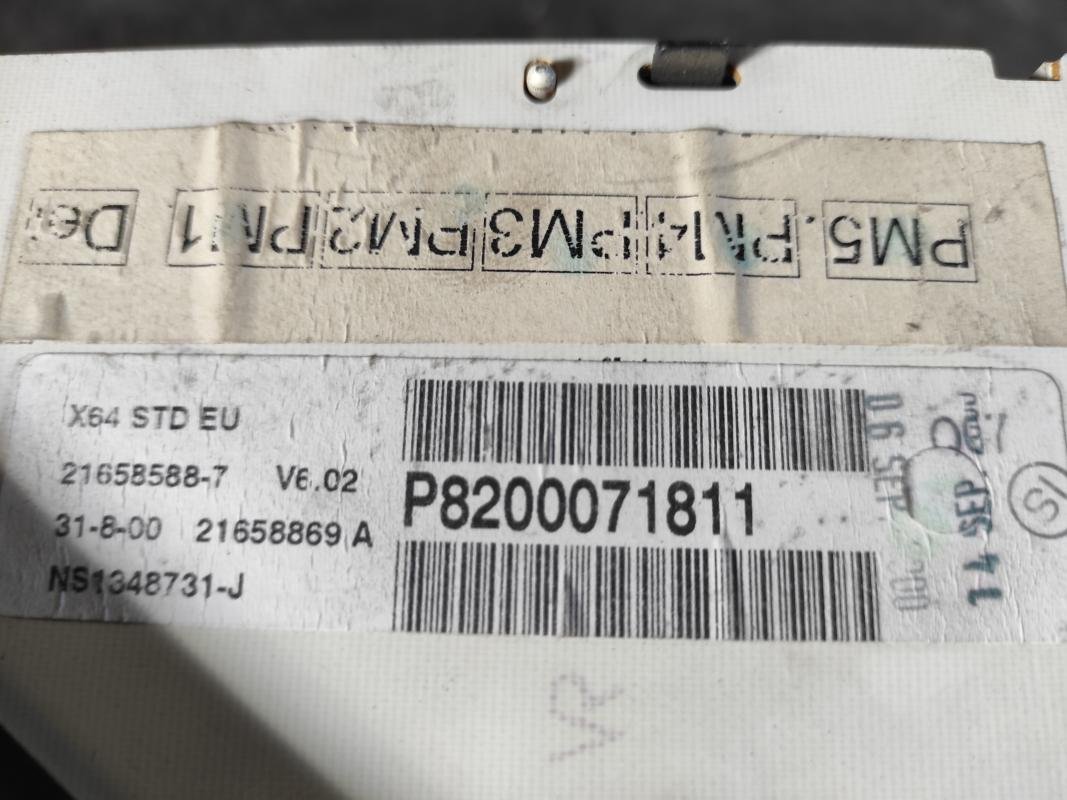 PM5 PM4 PM3 PM2 PM1
X64 STD EU
21658588-7 V6.02
31-8-00 21658869 A
NS1348731-J
P8200071811
06 SEP
14 SEP
VR